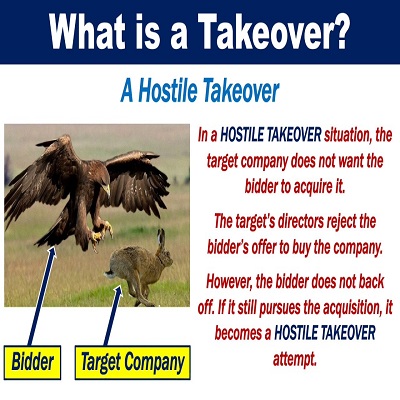 What is a Takeover?
A Hostile Takeover
In a HOSTILE TAKEOVER situation, the
target company does not want the
bidder to acquire it.
The target's directors reject the
bidder's offer to buy the company.
However, the bidder does not back
off. If it still pursues the acquisition, it
becomes a HOSTILE TAKEOVER
attempt.
Bidder
Target Company